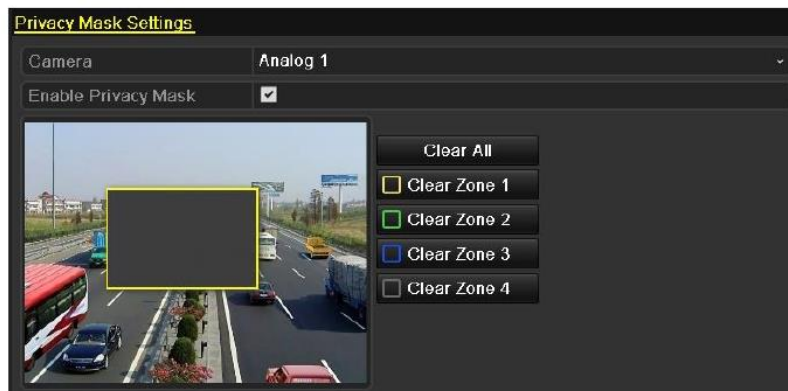 Privacy Mask Settings
Camera Analog 1
Enable Privacy Mask
Clear All
Clear Zone 1
Clear Zone 2
Clear Zone 3
Clear Zone 4